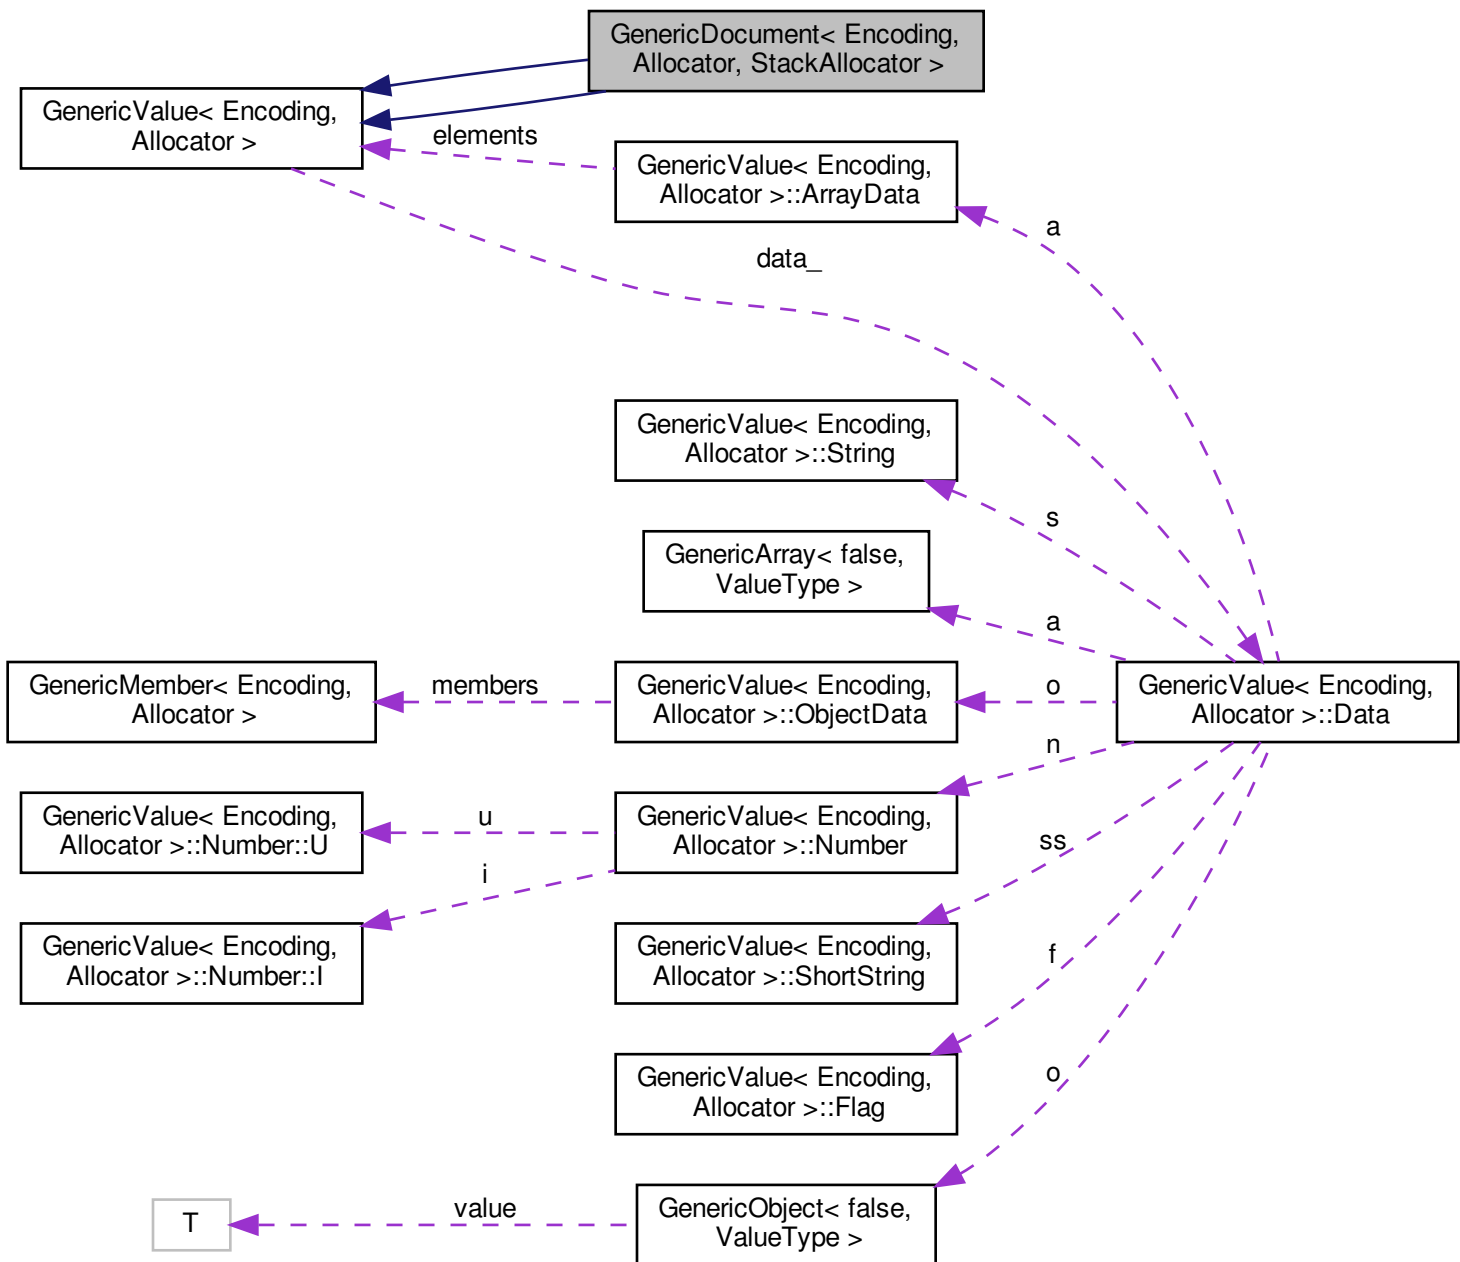 GenericDocument< Encoding,
Allocator, StackAllocator >
GenericValue< Encoding,
Allocator >
elements
GenericValue< Encoding,
Allocator >::ArrayData
a
data_
GenericValue< Encoding,
Allocator >::String
s
GenericArray< false,
ValueType >
a
GenericMember< Encoding,
Allocator >
members
GenericValue< Encoding,
Allocator >::ObjectData
o
GenericValue< Encoding,
Allocator >::Data
n
GenericValue< Encoding,
Allocator >::Number::U
u
GenericValue< Encoding,
Allocator >::Number
ss
i
GenericValue< Encoding,
Allocator >::Number::I
GenericValue< Encoding,
Allocator >::ShortString
f
GenericValue< Encoding,
Allocator >::Flag
o
T
value
GenericObject< false,
ValueType >